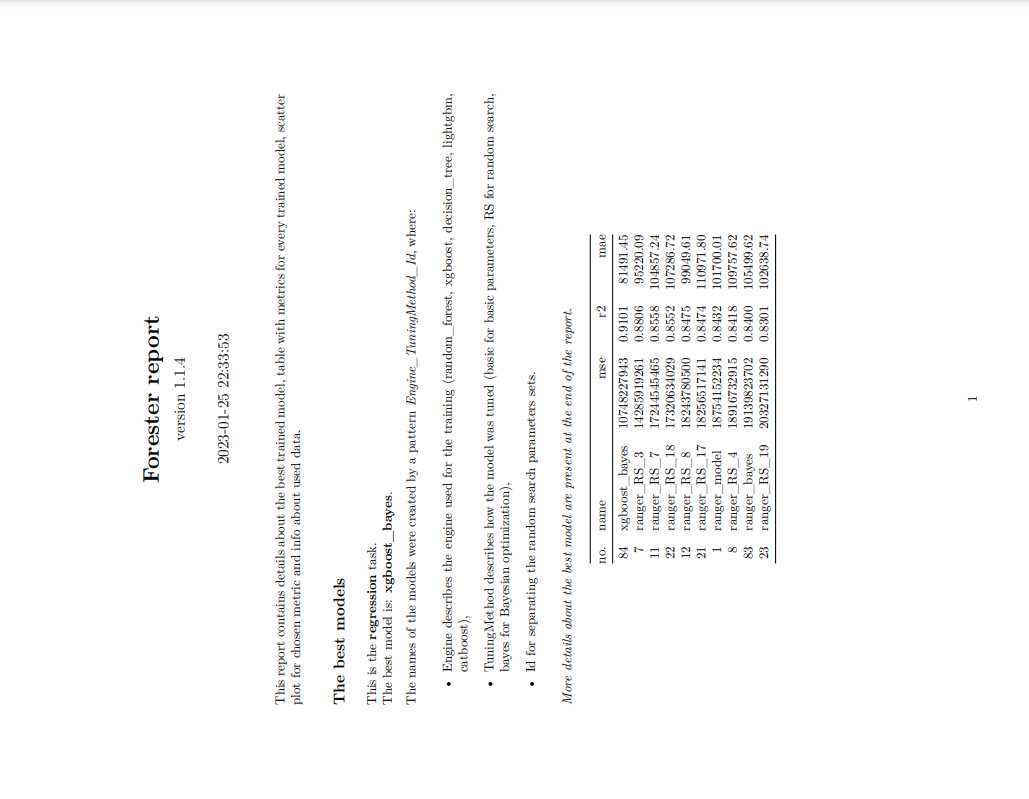 Forester report
version 1.1.4
2023-01-25 22:33:53
This report contains details about the best trained model, table with metrics for every trained model, scatter
plot for chosen metric and info about used data.
The best models
This is the regression task.
The best model is: xgboost_bayes.
The names of the models were created by a pattern Engine_TuningMethod_Id, where:
• Engine describes the engine used for the training (random_forest, xgboost, decision_tree, lightgbm,
catboost),
• TuningMethod describes how the model was tuned (basic for basic parameters, RS for random search,
bayes for Bayesian optimization),
• Id for separating the random search parameters sets.
More details about the best model are present at the end of the report.
no. name mse r2 mae
84 xgboost_bayes 10748227943 0.9101 81491.45
7 ranger_RS_3 14285919261 0.8806 95220.09
11 ranger_RS_7 17244545465 0.8558 104857.24
22 ranger_RS_18 17320634029 0.8552 107286.72
12 ranger_RS_8 18243780500 0.8475 99049.61
21 ranger_RS_17 18256517141 0.8474 110971.80
1 ranger_model 18754152234 0.8432 101700.01
8 ranger_RS_4 18916732915 0.8418 109757.62
83 ranger_bayes 19139823702 0.8400 105499.62
23 ranger_RS_19 20327131290 0.8301 102638.74
1